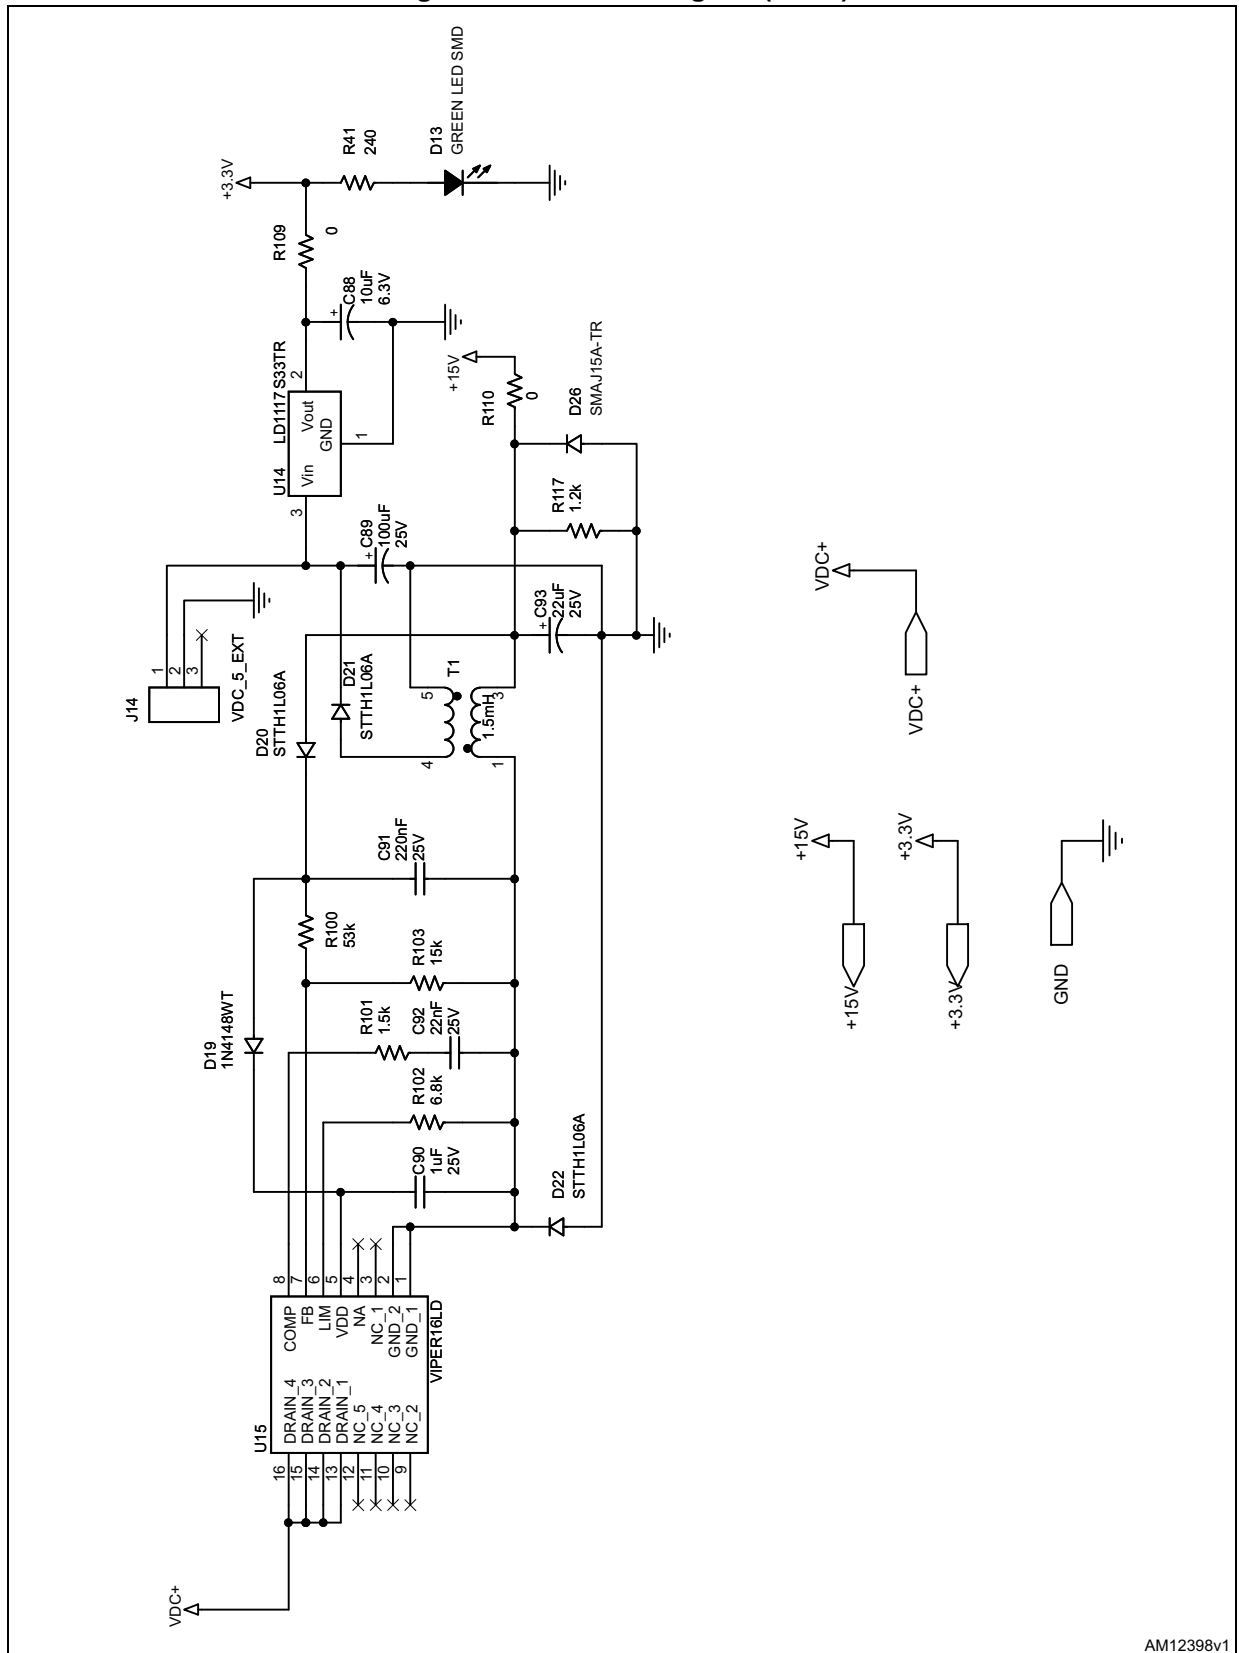 +3.3V
R41
240
D13
GREEN LED SMD
R109
0
C88
10uF
6.3V
+
LD1117S33TR
U14
Vin
Vout
GND
3
2
1
+15V
R110
0
D26
SMAJ15A-TR
R117
1.2k
C89
100uF
25V
+
C93
22uF
25V
+
J14
1
2
3
VDC_5_EXT
D20
STTH1L06A
D21
STTH1L06A
T1
5
4
3
1
1.5mH
C91
220nF
25V
R100
53k
R103
15k
D19
1N4148WT
R101
1.5k
C92
22nF
25V
R102
6.8k
C90
1uF
25V
D22
STTH1L06A
U15
VIPER16LD
COMP
FB
LIM
VDD
NA
NC_1
GND_2
GND_1
8
7
6
5
4
3
2
1
DRAIN_4
DRAIN_3
DRAIN_2
DRAIN_1
NC_5
NC_4
NC_3
NC_2
16
15
14
13
12
11
10
9
VDC+
VDC+
VDC+
+15V
+15V
+3.3V
+3.3V
GND
AM12398v1